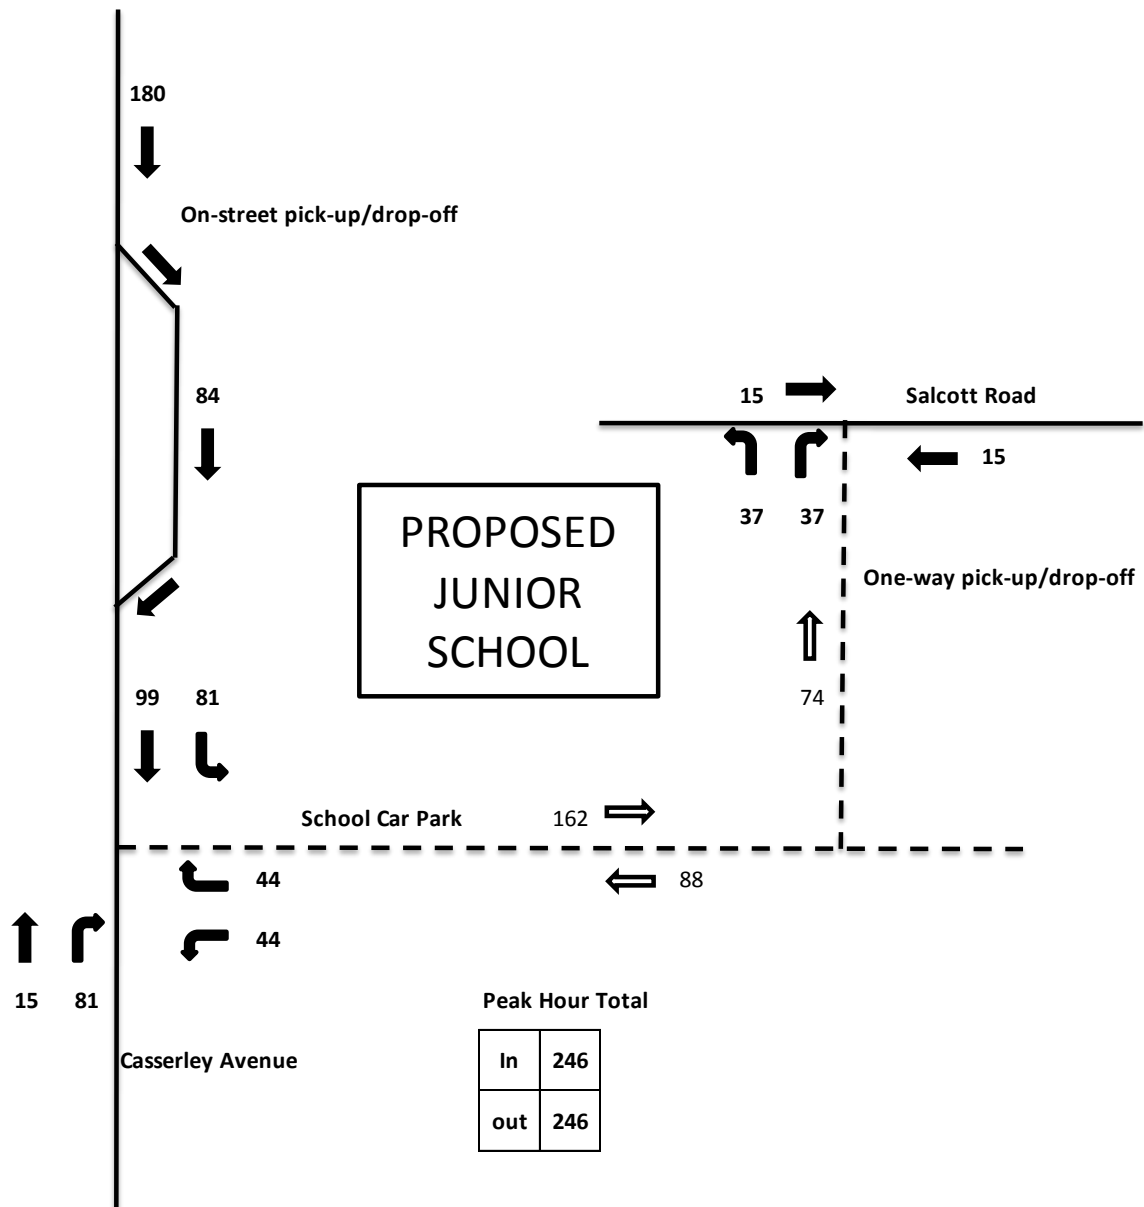 180
On-street pick-up/drop-off
84
15
Salcott Road
15
37 37
PROPOSED
JUNIOR
SCHOOL
One-way pick-up/drop-off
99 81
74
School Car Park 162
44
88
44
15 81
Peak Hour Total
Casserley Avenue
In 246
out 246